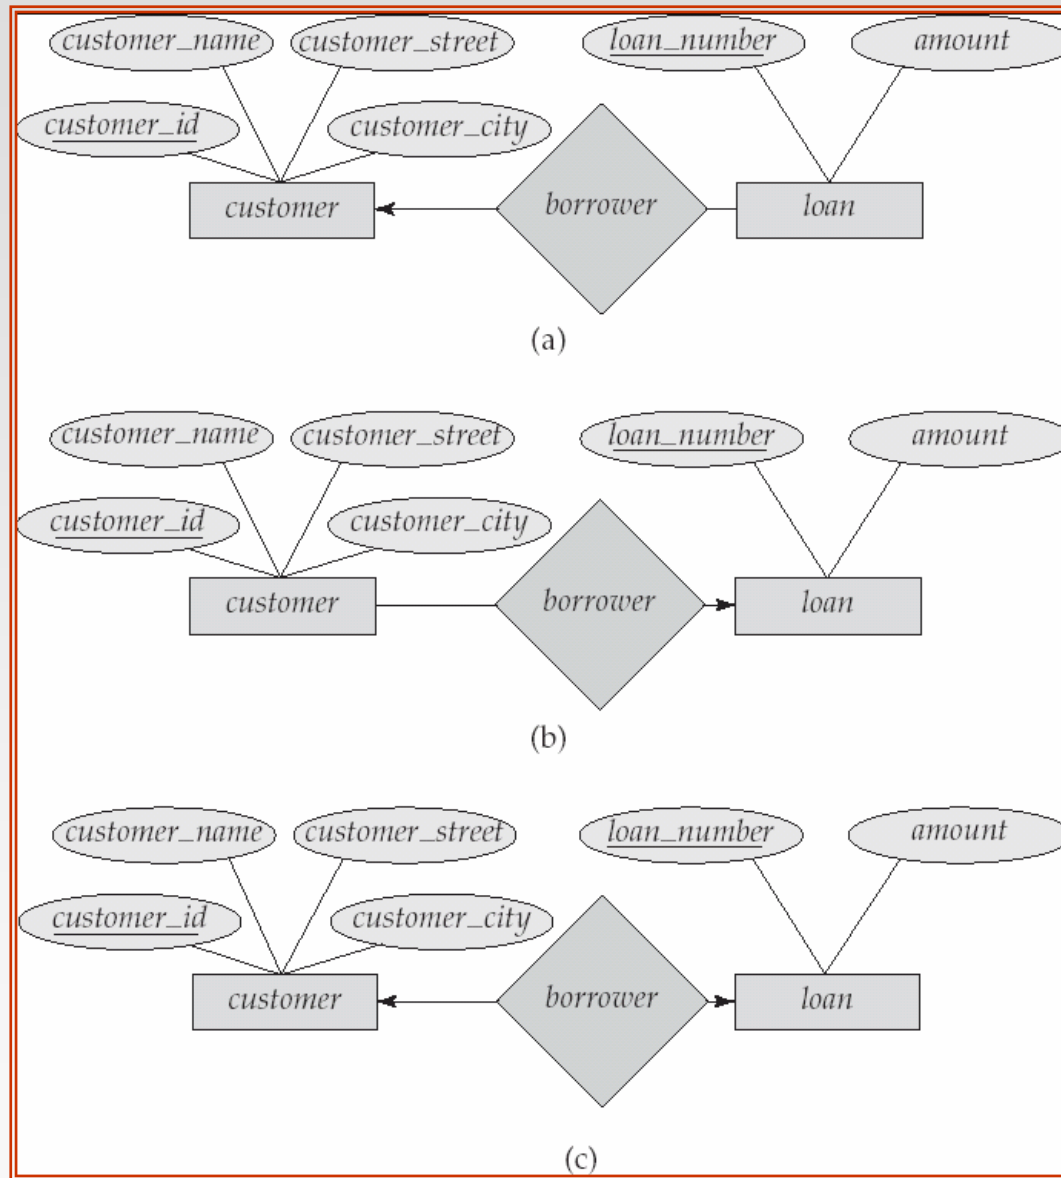 customer_name customer_street loan_number amount
customer_id customer_city
customer borrower loan
(a)
customer_name customer_street loan_number amount
customer_id customer_city
customer borrower loan
(b)
customer_name customer_street loan_number amount
customer_id customer_city
customer borrower loan
(c)